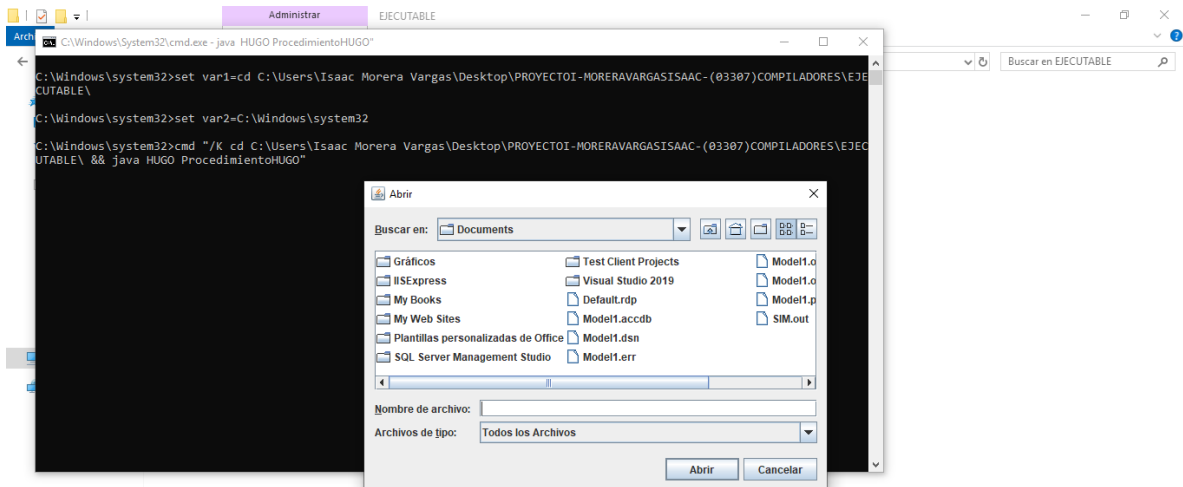 Administrar
EJECUTABLE
Arch
C:\Windows\System32\cmd.exe - java HUGO ProcedimientoHUGO"
Buscar en EJECUTABLE
C:\Windows\system32>set var1=cd C:\Users\Isaac Morera Vargas\Desktop\PROYECTOI-MORERAVARGASISAAC-(03307)COMPILADORES\EJE
CUTABLE\
C:\Windows\system32>set var2=C:\Windows\system32
C:\Windows\system32>cmd "/K cd C:\Users\Isaac Morera Vargas\Desktop\PROYECTOI-MORERAVARGASISAAC-(03307)COMPILADORES\EJEC
UTABLE\ && java HUGO ProcedimientoHUGO"
Abrir
Buscar en: Documents
Gráficos
IISExpress
My Books
My Web Sites
Plantillas personalizadas de Office
SQL Server Management Studio
Test Client Projects
Visual Studio 2019
Default.rdp
Model1.accdb
Model1.dsn
Model1.err
Model1.o
Model1.o
Model1.p
SIM.out
Nombre de archivo:
Archivos de tipo: Todos los Archivos
Abrir
Cancelar